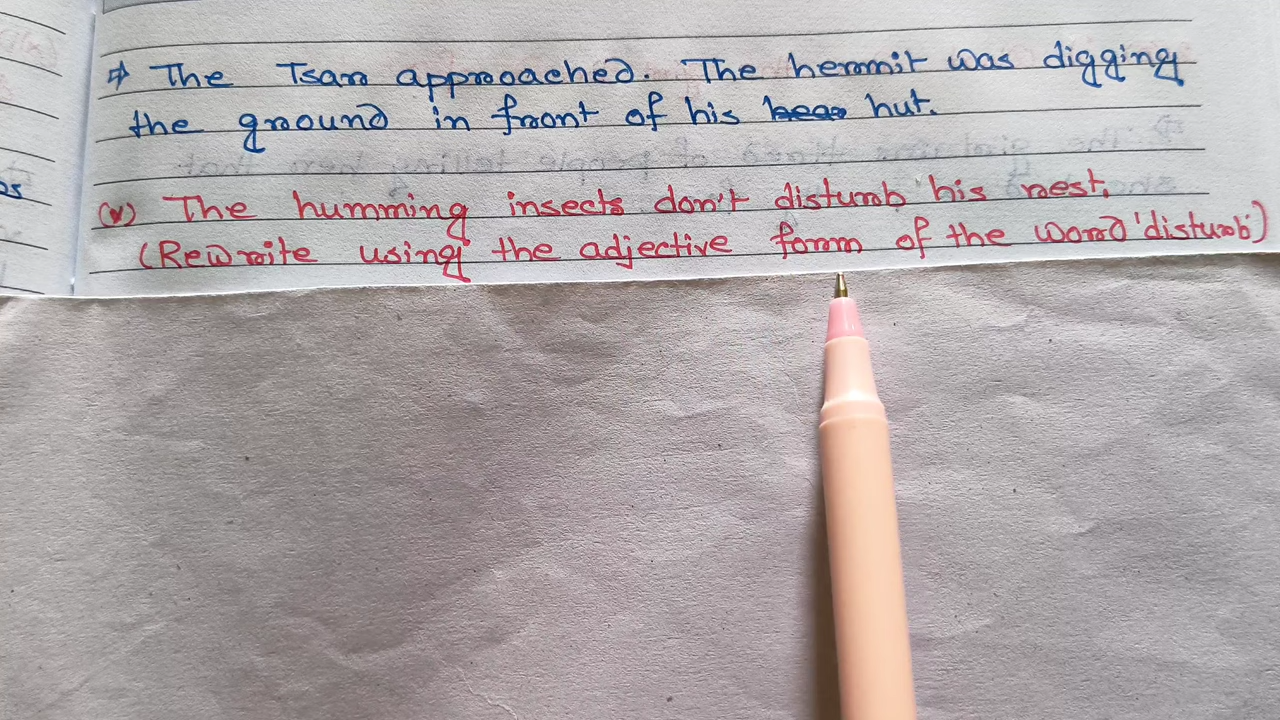 ⇒ The Tsar approached. The hermit was digging
the ground in front of his hut.
(v) The humming insects don't disturb his rest.
(Rewrite using the adjective form of the word 'disturb')